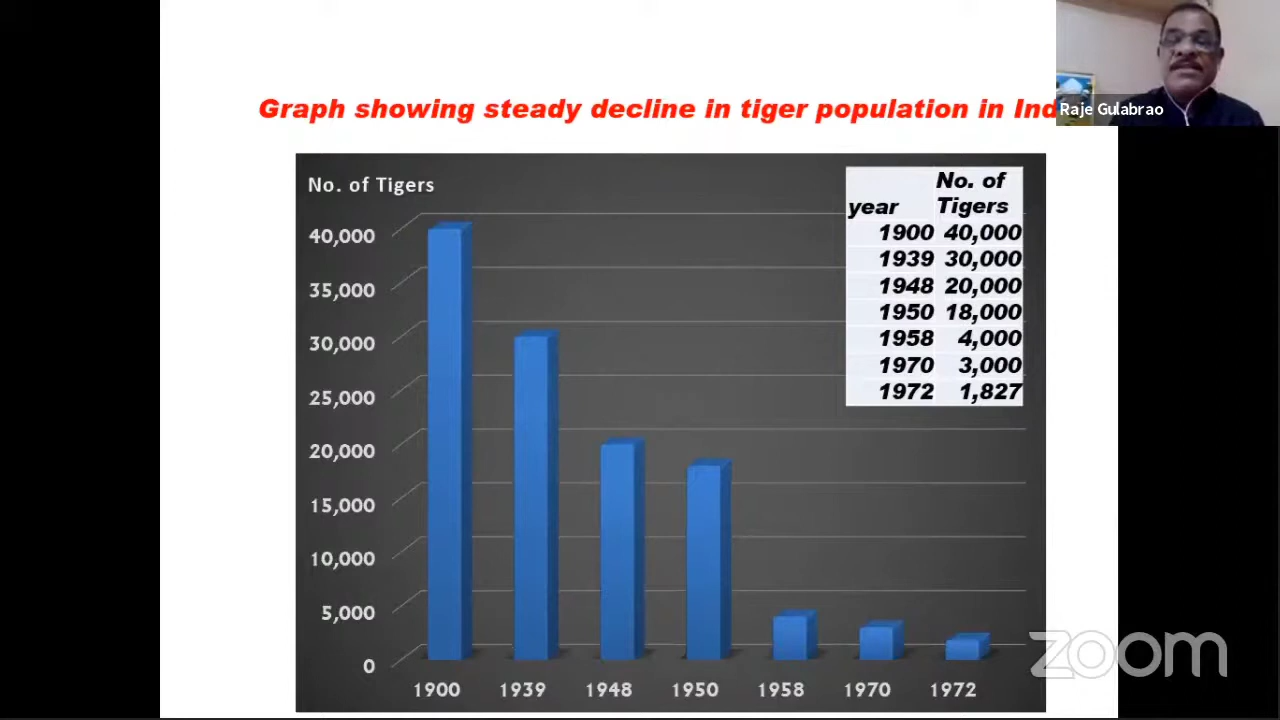 Graph showing steady decline in tiger population in Ind
Raje Gulabrao
No. of Tigers
40,000
35,000
30,000
25,000
20,000
15,000
10,000
5,000
0
1900 1939 1948 1950 1958 1970 1972
year No. of Tigers
1900 40,000
1939 30,000
1948 20,000
1950 18,000
1958 4,000
1970 3,000
1972 1,827
zoom